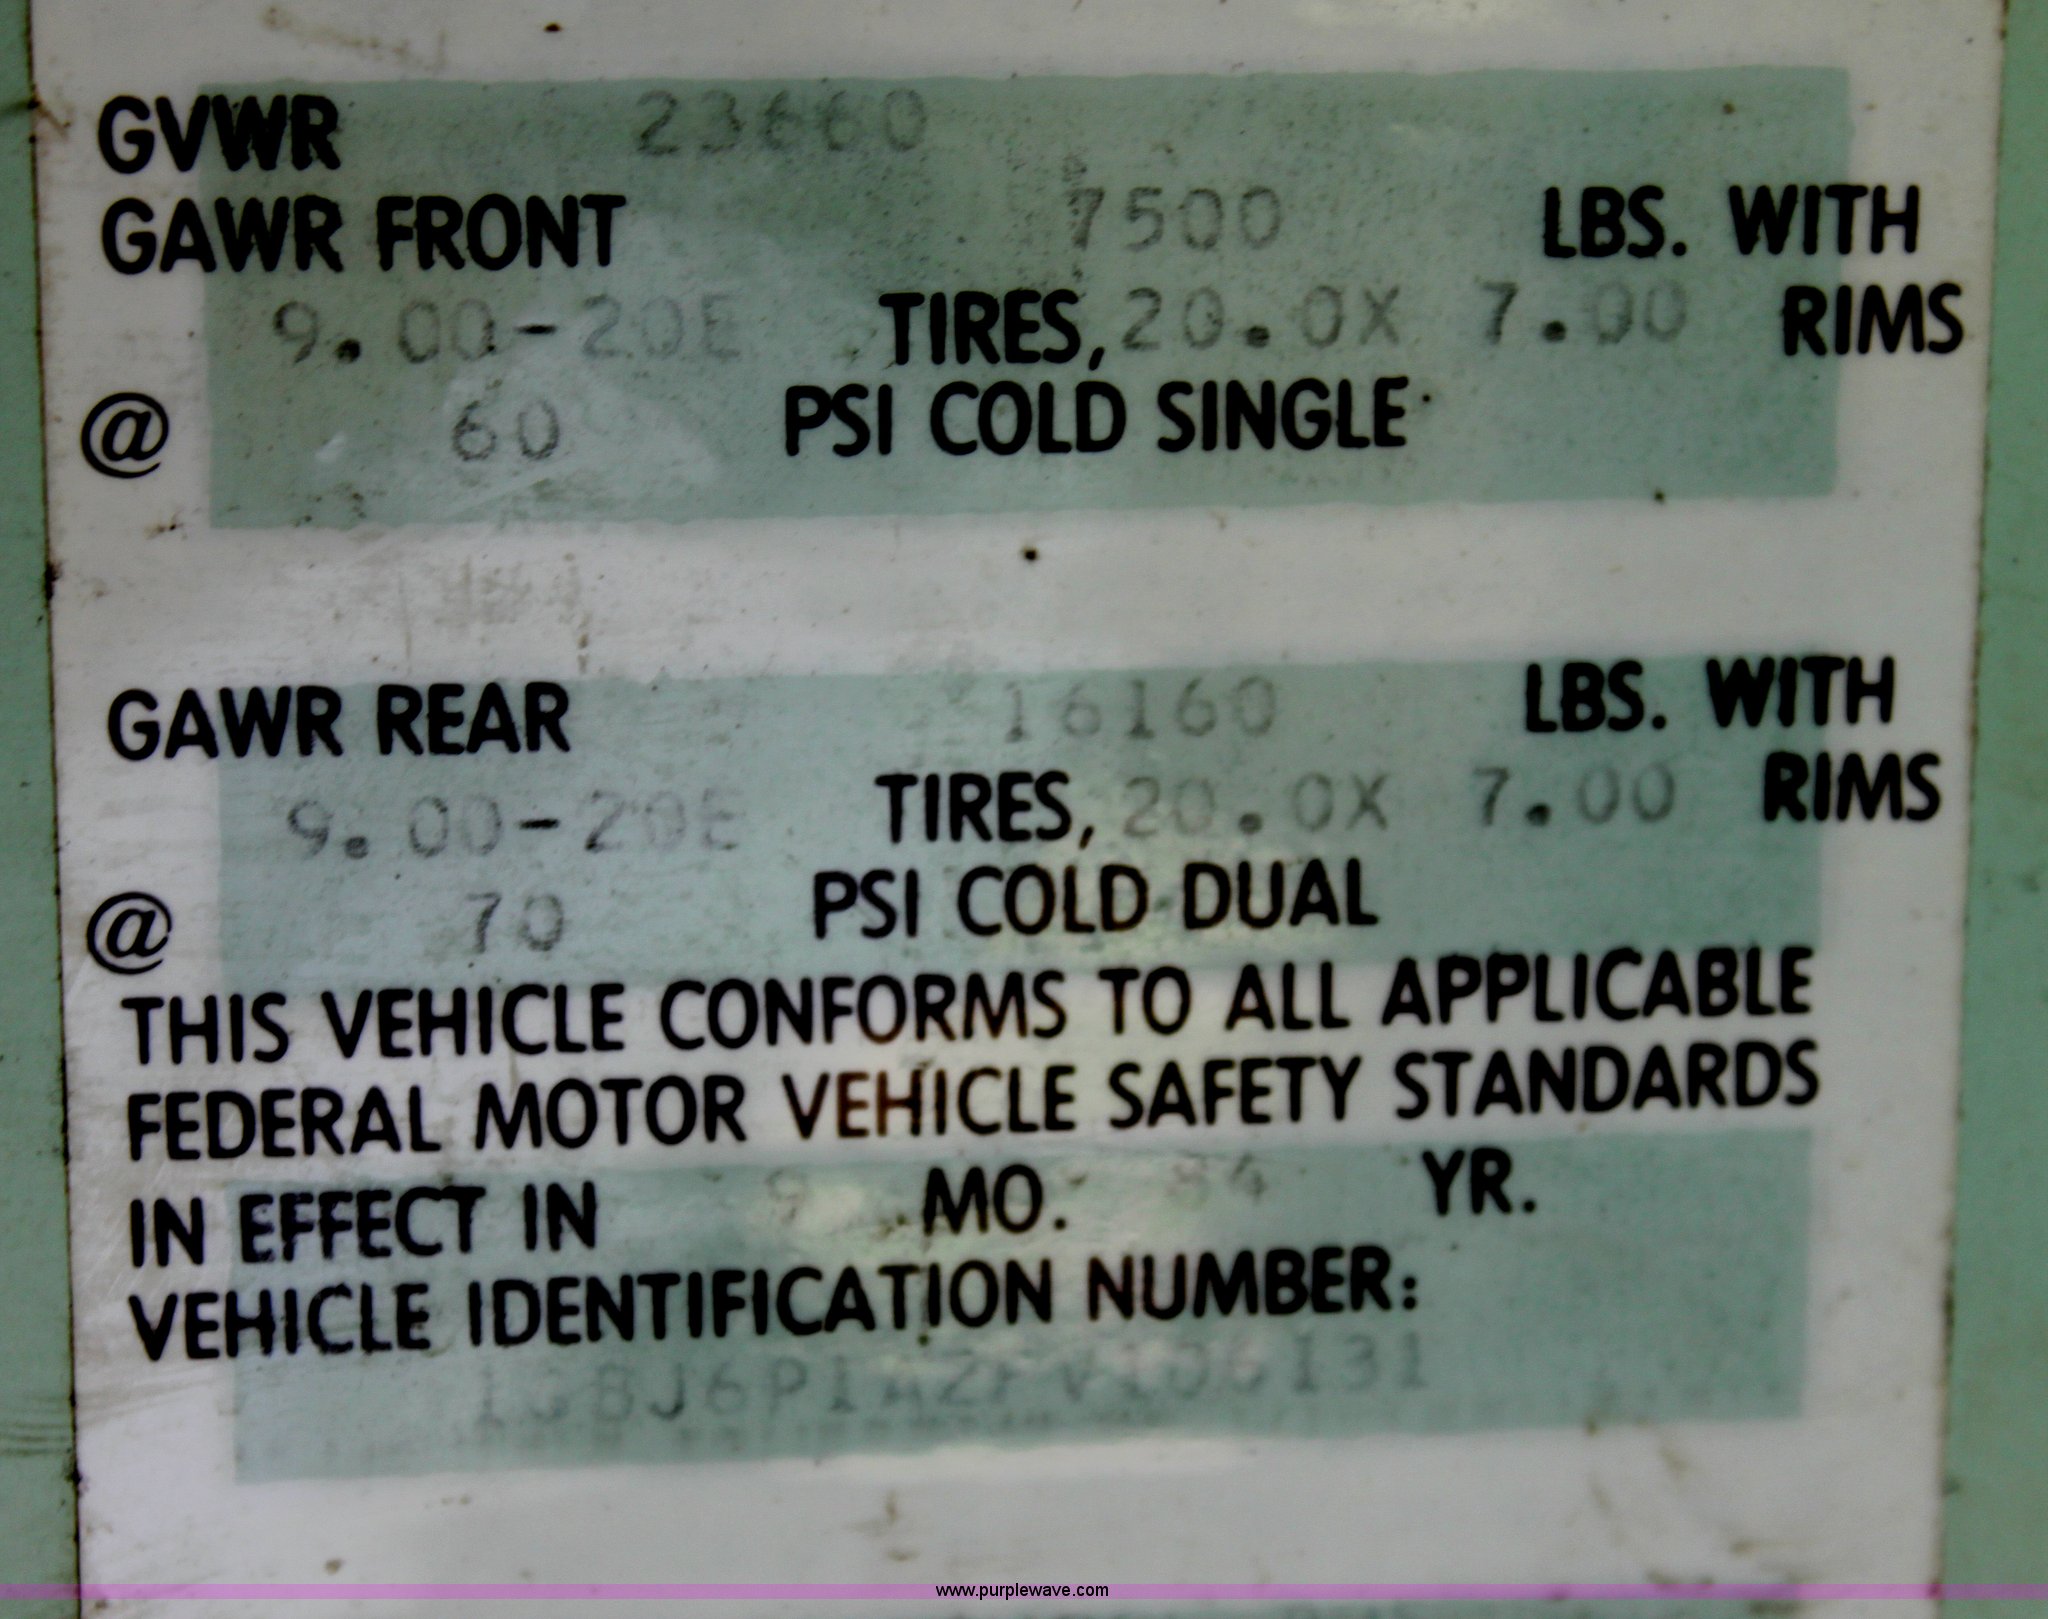 GVWR 23660
GAWR FRONT 7500 LBS. WITH
9.00-20E TIRES, 20.0X 7.00 RIMS
@ 60 PSI COLD SINGLE
GAWR REAR 16160 LBS. WITH
9.00-20E TIRES, 20.0X 7.00 RIMS
@ 70 PSI COLD DUAL
THIS VEHICLE CONFORMS TO ALL APPLICABLE
FEDERAL MOTOR VEHICLE SAFETY STANDARDS
IN EFFECT IN 9 MO. 84 YR.
VEHICLE IDENTIFICATION NUMBER:
www.purplewave.com